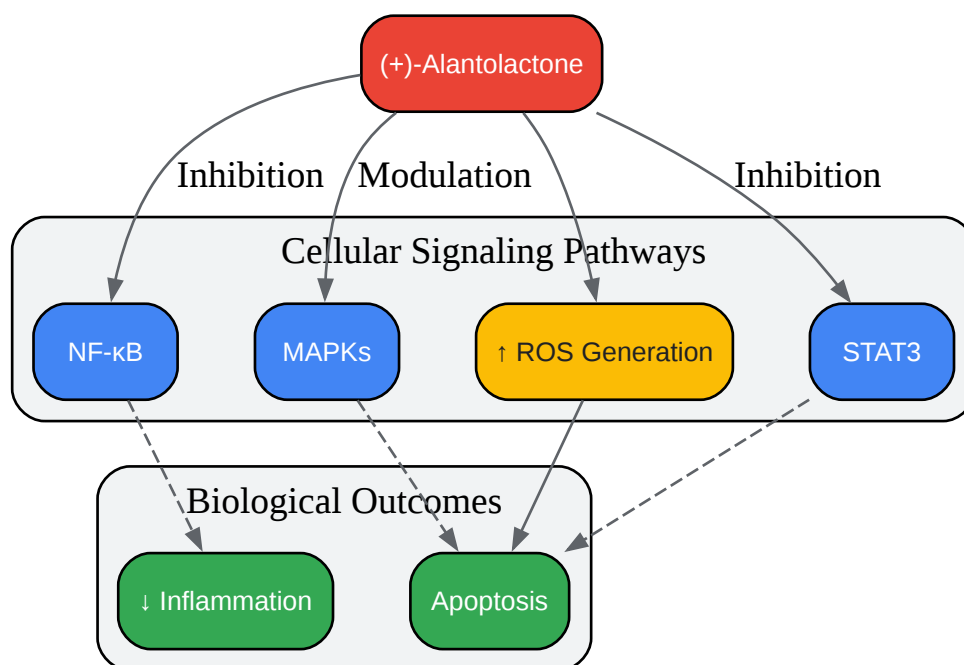 (+)-Alantolactone
Inhibition
Modulation
Inhibition
Cellular Signaling Pathways
NF-κB
MAPKs
↑ ROS Generation
STAT3
Biological Outcomes
↓ Inflammation
Apoptosis